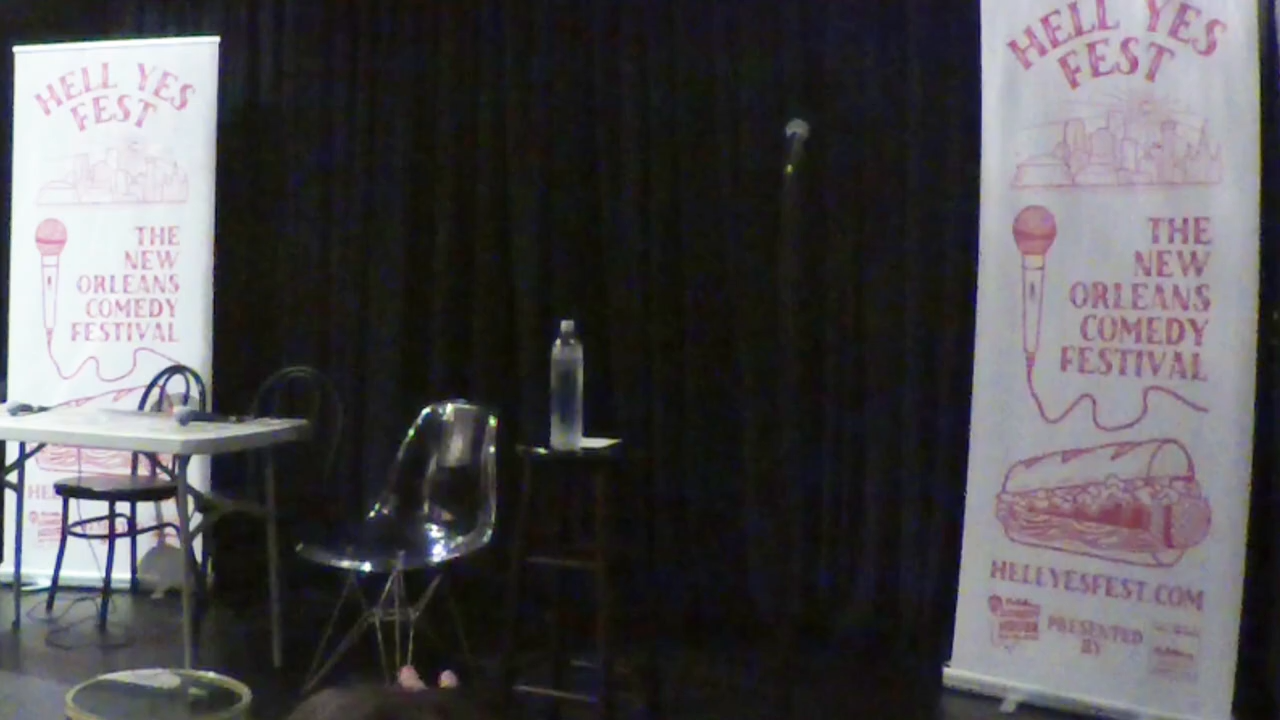 HELL YES
FEST
THE
NEW
ORLEANS
COMEDY
FESTIVAL
HELL YES
FEST
THE
NEW
ORLEANS
COMEDY
FESTIVAL
HELLYESFEST.COM
PRESENTED
BY